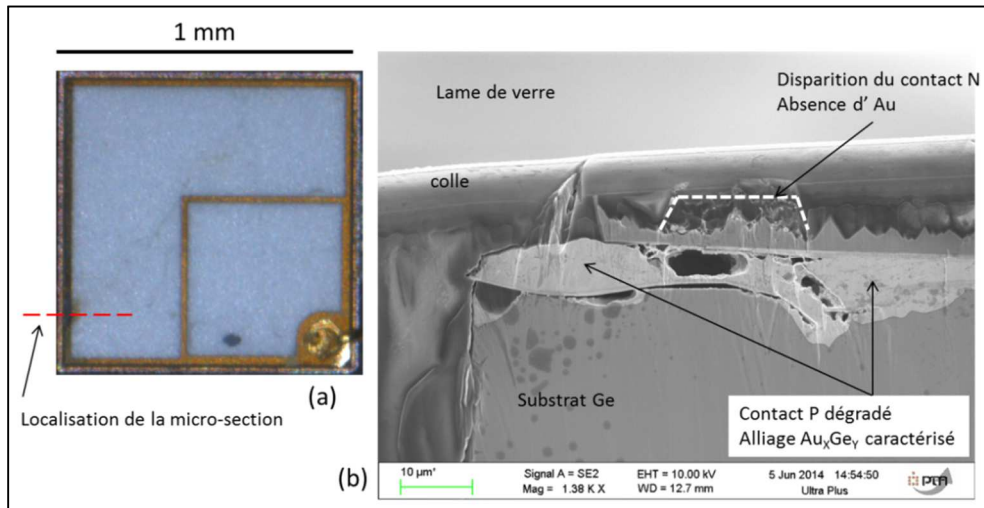 1 mm
(a)
Localisation de la micro-section
Lame de verre
Disparition du contact N
Absence d' Au
colle
Substrat Ge
Contact P dégradé
Alliage AuXGeY caractérisé
(b)
10 µm*
Signal A = SE2
Mag = 1.38 K X
EHT = 10.00 kV
WD = 12.7 mm
5 Jun 2014 14:54:50
Ultra Plus
PTA